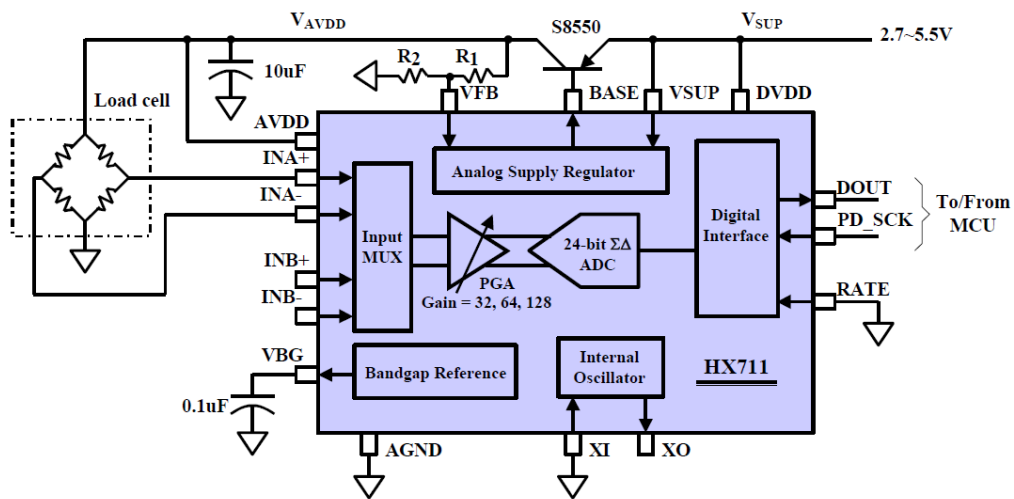 S8550
V_AVDD
V_SUP
2.7~5.5V
R2
R1
10uF
VFB
BASE
VSUP
DVDD
Load cell
AVDD
INA+
INA-
INB+
INB-
VBG
0.1uF
Analog Supply Regulator
Input
MUX
PGA
Gain = 32, 64, 128
24-bit ΣΔ
ADC
Digital
Interface
DOUT
PD_SCK
To/From
MCU
RATE
Bandgap Reference
Internal
Oscillator
HX711
AGND
XI
XO